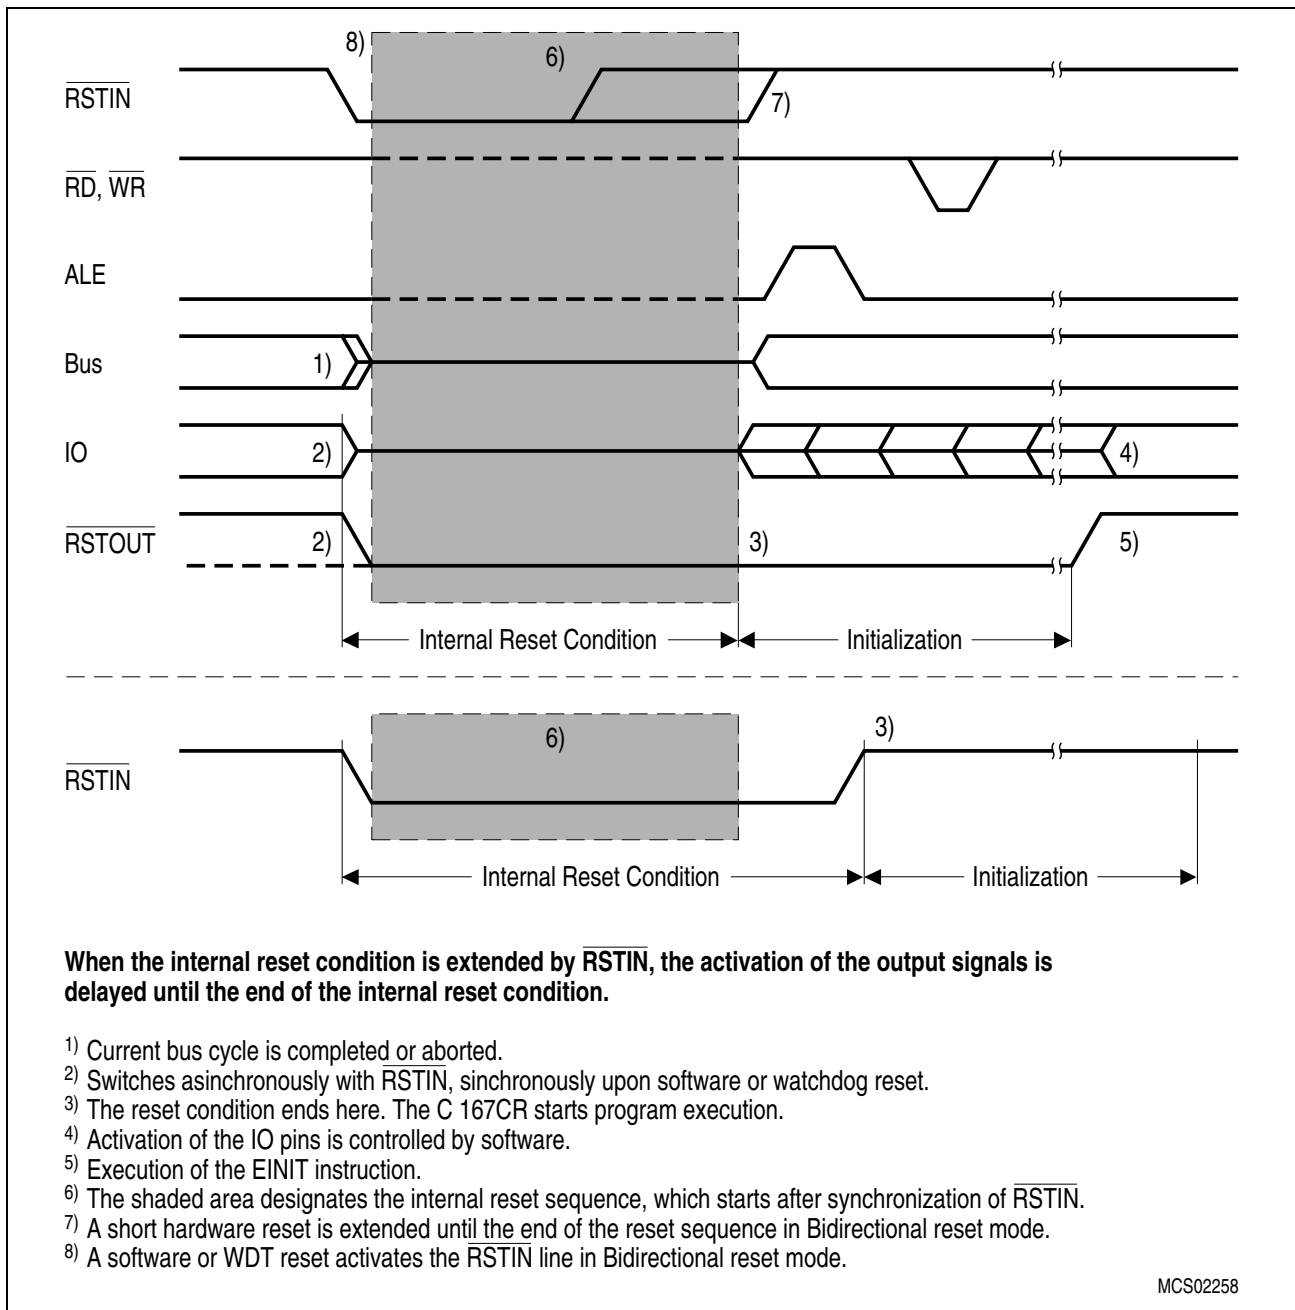 8)
6)
RSTIN
7)
RD, WR
ALE
Bus
1)
IO
2)
4)
RSTOUT
2)
3)
5)
Internal Reset Condition
Initialization
6)
3)
RSTIN
Internal Reset Condition
Initialization
When the internal reset condition is extended by RSTIN, the activation of the output signals is
delayed until the end of the internal reset condition.
1) Current bus cycle is completed or aborted.
2) Switches asinchronously with RSTIN, sinchronously upon software or watchdog reset.
3) The reset condition ends here. The C 167CR starts program execution.
4) Activation of the IO pins is controlled by software.
5) Execution of the EINIT instruction.
6) The shaded area designates the internal reset sequence, which starts after synchronization of RSTIN.
7) A short hardware reset is extended until the end of the reset sequence in Bidirectional reset mode.
8) A software or WDT reset activates the RSTIN line in Bidirectional reset mode.
MCS02258